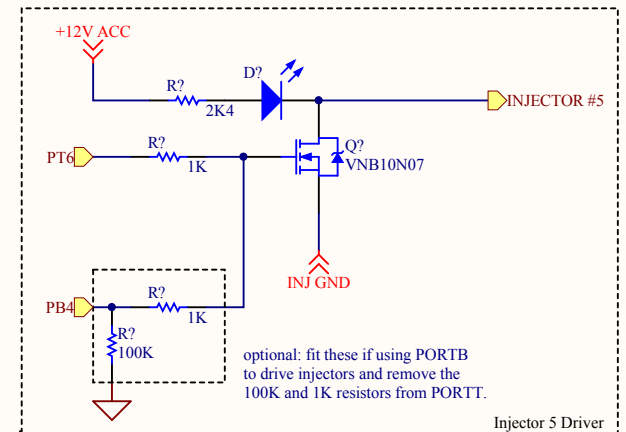 +12V ACC
D?
R?
2K4
INJECTOR #5
R?
PT6
1K
Q?
VNB10N07
INJ GND
R?
PB4
1K
R?
100K
optional: fit these if using PORTB
to drive injectors and remove the
100K and 1K resistors from PORTT.
Injector 5 Driver